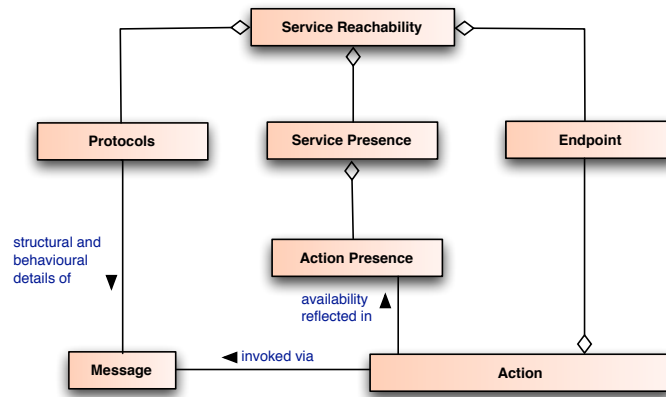 Service Reachability
Protocols
Service Presence
Endpoint
structural and
behavioural
details of
Action Presence
availability
reflected in
invoked via
Message
Action